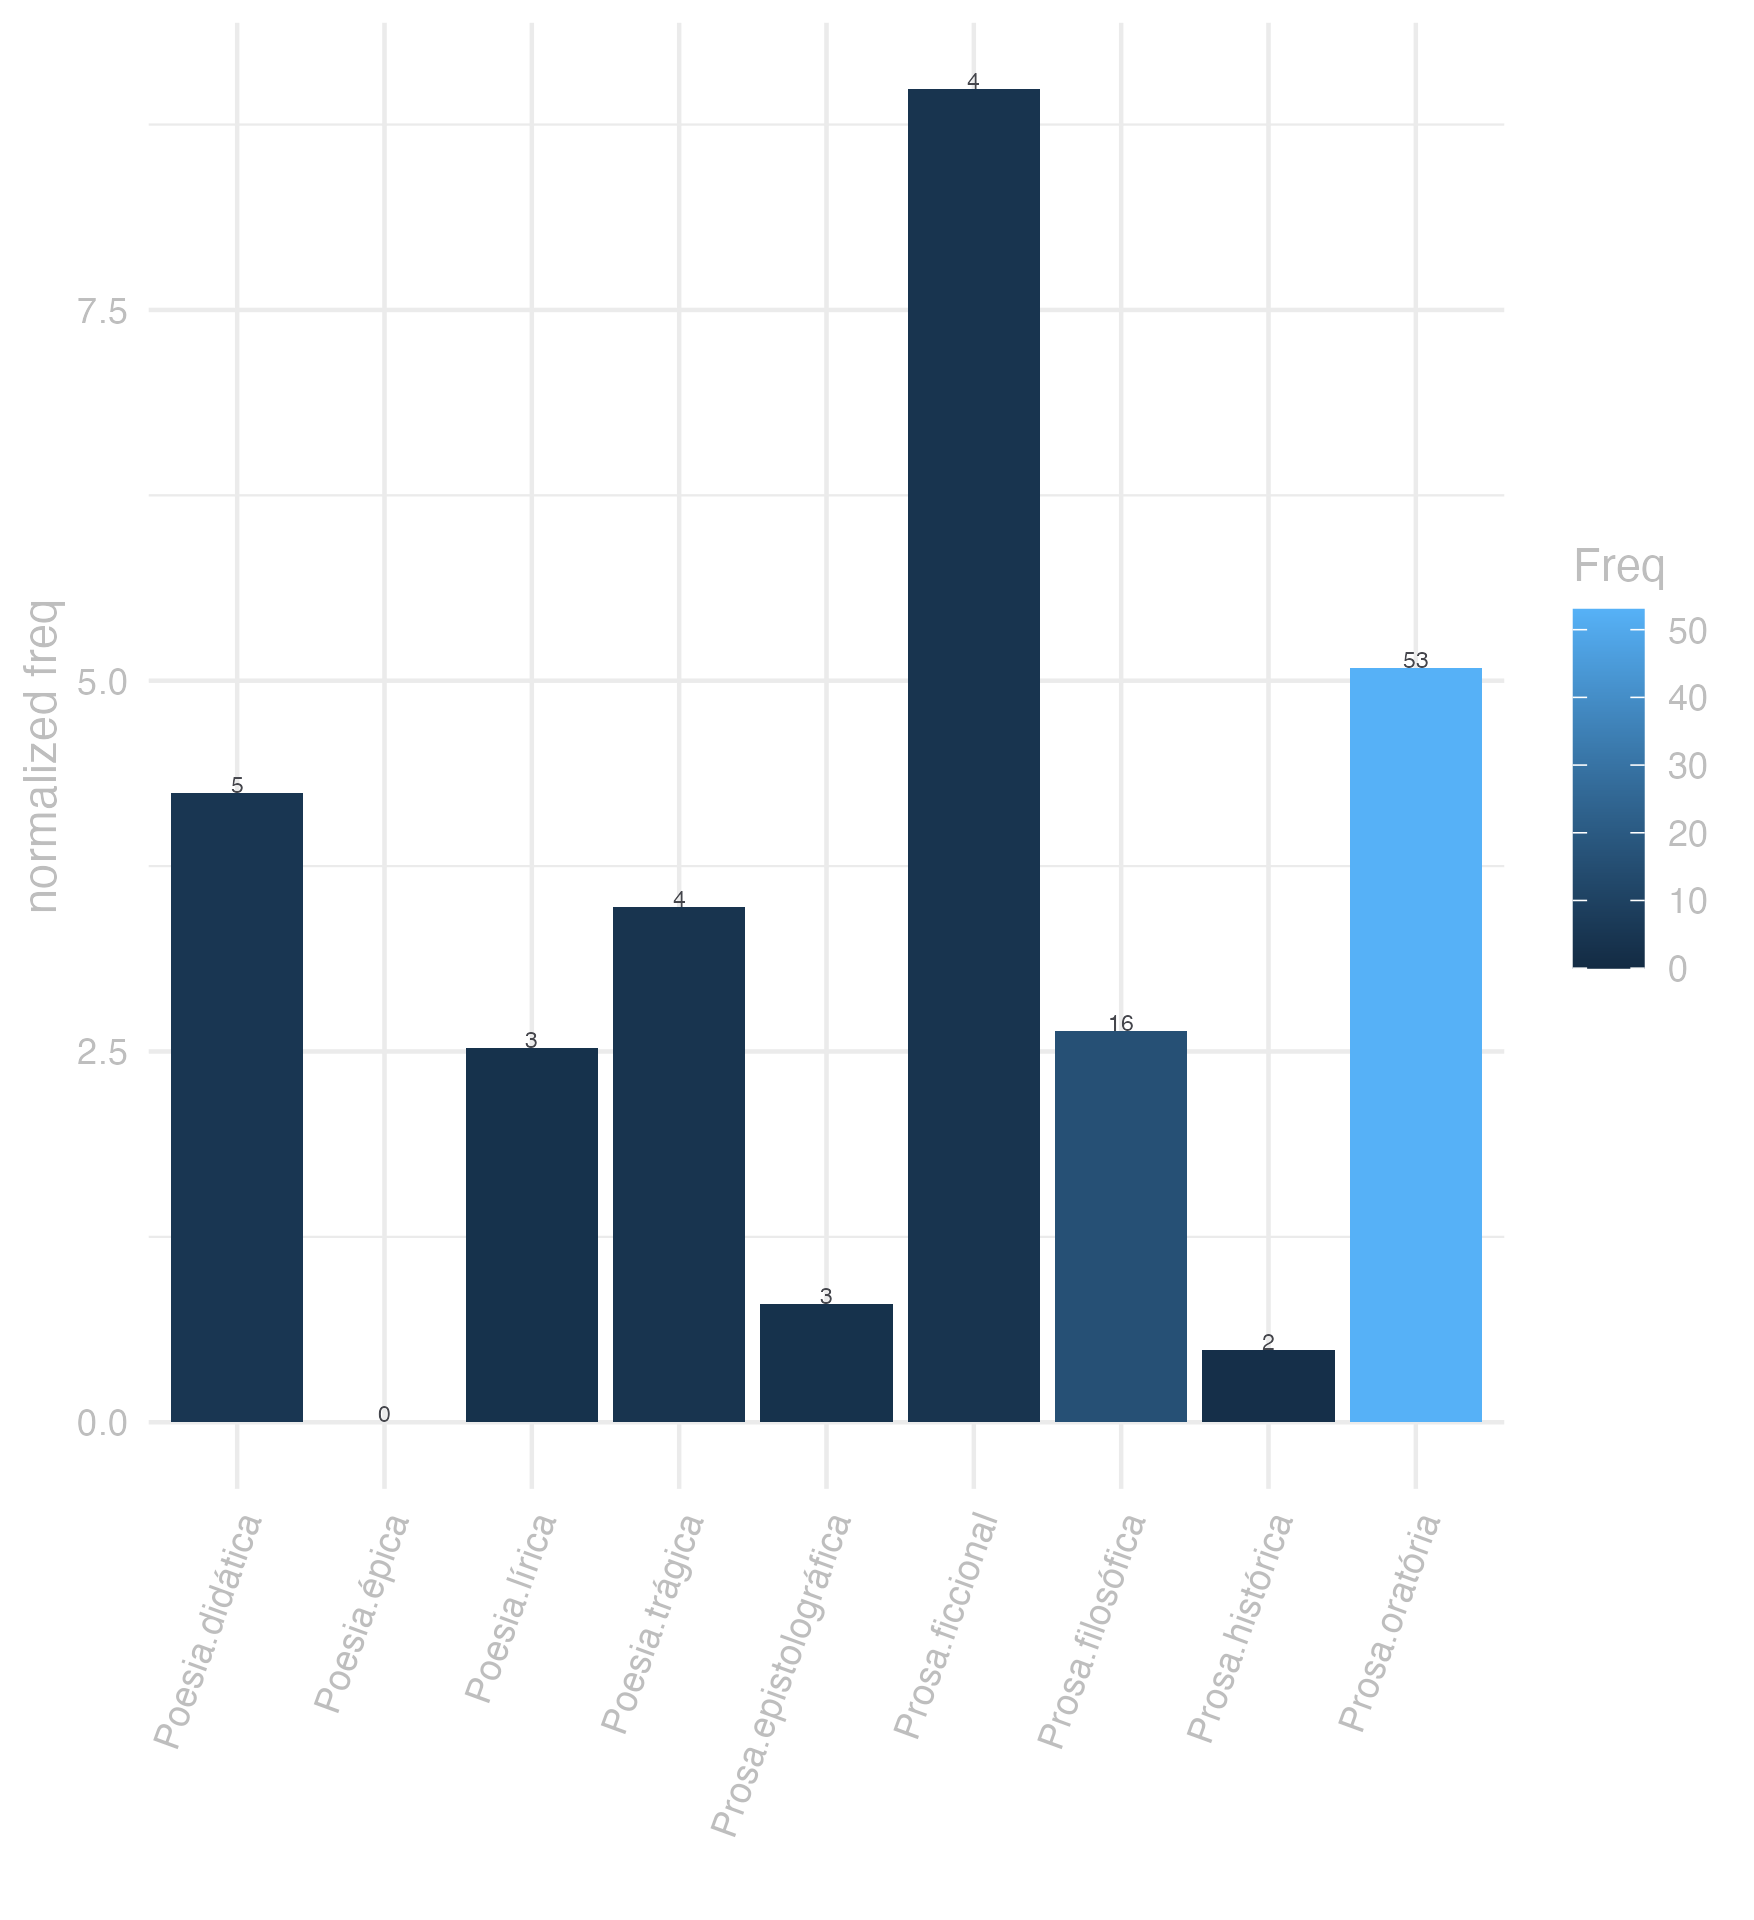 normalized freq
7.5
5.0
2.5
0.0
5
0
3
4
3
4
16
2
53
Poesia.didática
Poesia.épica
Poesia.lírica
Poesia.trágica
Prosa.epistolográfica
Prosa.ficcional
Prosa.filosófica
Prosa.histórica
Prosa.oratória
Freq
50
40
30
20
10
0